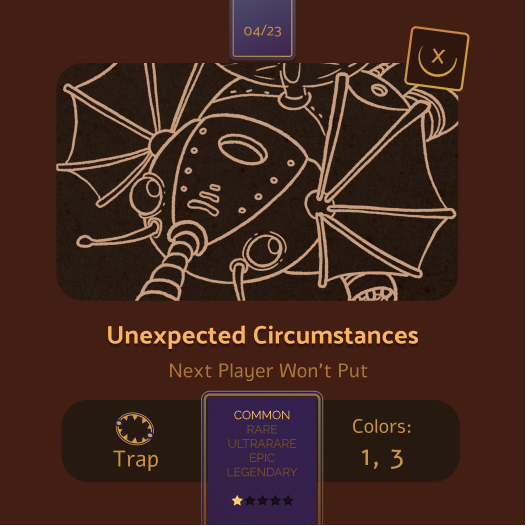 04/23
X
Unexpected Circumstances
Next Player Won't Put
Trap
COMMON
RARE
ULTRARARE
EPIC
LEGENDARY
Colors:
1, 3